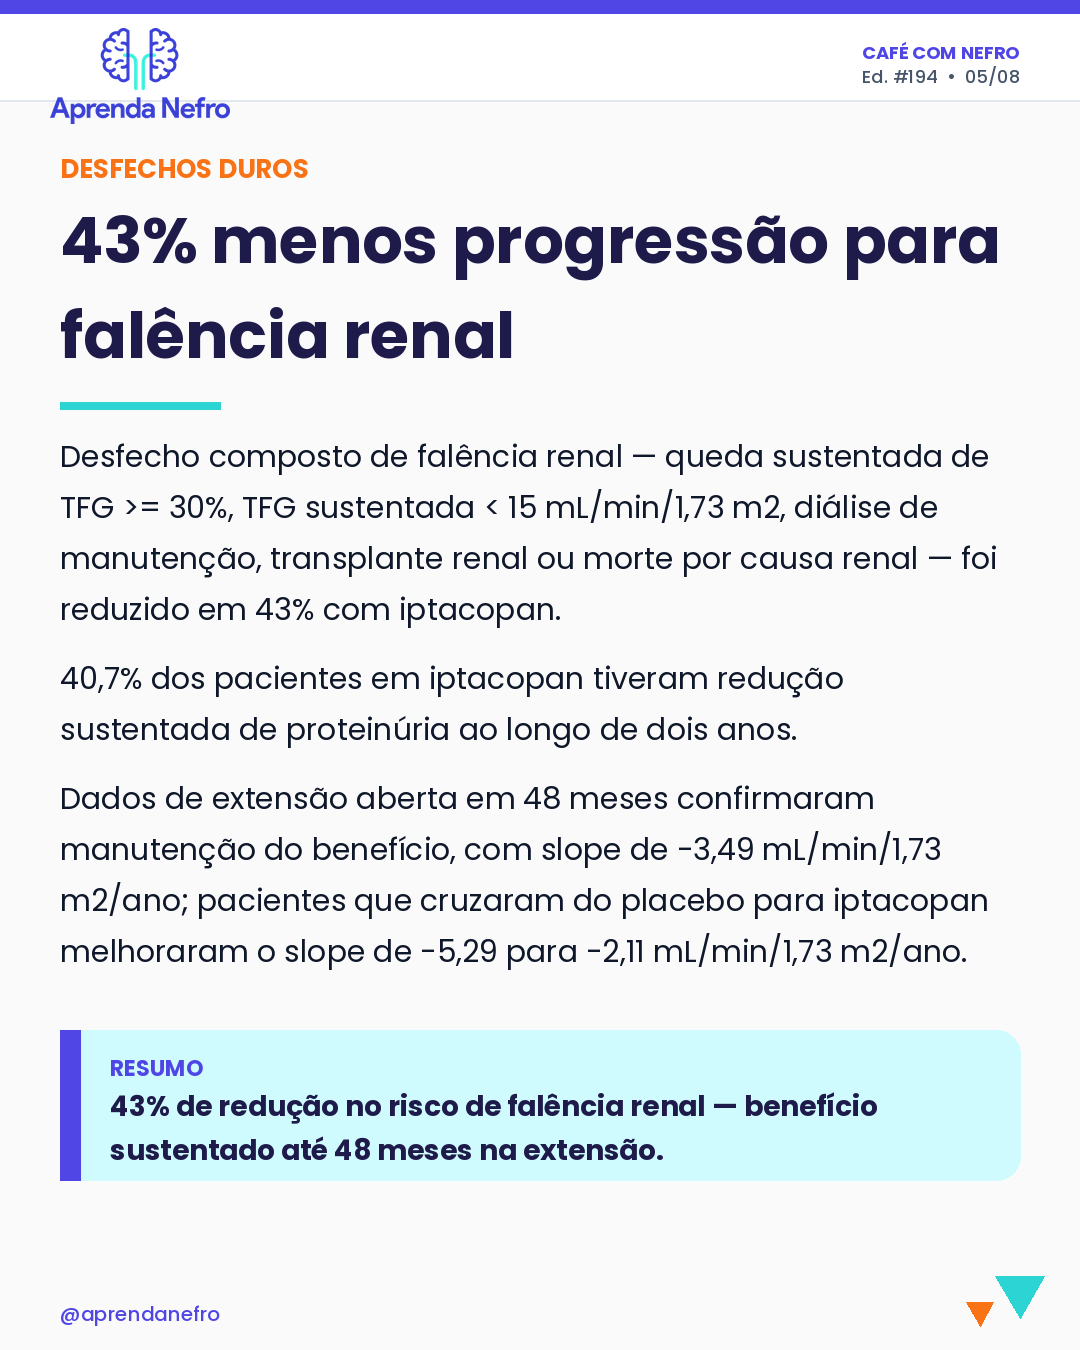 Aprenda Nefro
CAFÉ COM NEFRO
Ed. #194 • 05/08
DESFECHOS DUROS
43% menos progressão para
falência renal
Desfecho composto de falência renal — queda sustentada de
TFG >= 30%, TFG sustentada < 15 mL/min/1,73 m2, diálise de
manutenção, transplante renal ou morte por causa renal — foi
reduzido em 43% com iptacopan.
40,7% dos pacientes em iptacopan tiveram redução
sustentada de proteinúria ao longo de dois anos.
Dados de extensão aberta em 48 meses confirmaram
manutenção do benefício, com slope de -3,49 mL/min/1,73
m2/ano; pacientes que cruzaram do placebo para iptacopan
melhoraram o slope de -5,29 para -2,11 mL/min/1,73 m2/ano.
RESUMO
43% de redução no risco de falência renal — benefício
sustentado até 48 meses na extensão.
@aprendanefro